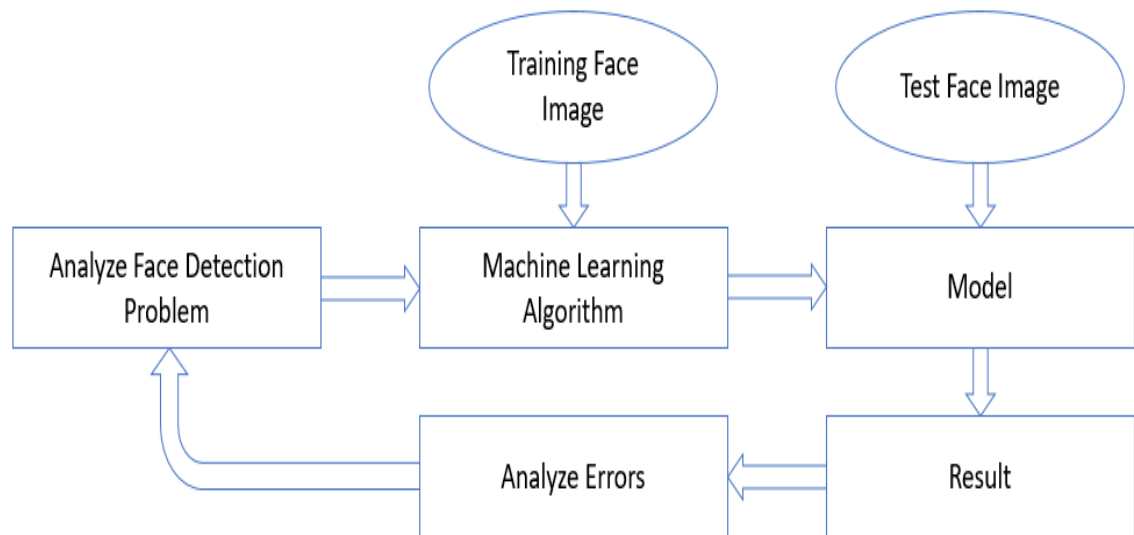 Training Face
Image
Test Face Image
Analyze Face Detection
Problem
Machine Learning
Algorithm
Model
Analyze Errors
Result